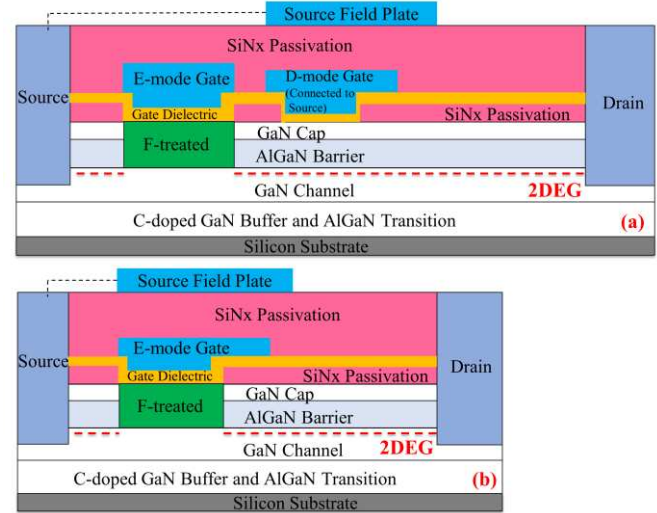 Source Field Plate
SiNx Passivation
E-mode Gate
D-mode Gate
(Connected to
Source)
Source
Drain
Gate Dielectric
SiNx Passivation
GaN Cap
F-treated
AlGaN Barrier
2DEG
GaN Channel
C-doped GaN Buffer and AlGaN Transition
(a)
Silicon Substrate
Source Field Plate
SiNx Passivation
E-mode Gate
Source
Drain
Gate Dielectric
SiNx Passivation
GaN Cap
F-treated
AlGaN Barrier
2DEG
GaN Channel
C-doped GaN Buffer and AlGaN Transition
(b)
Silicon Substrate